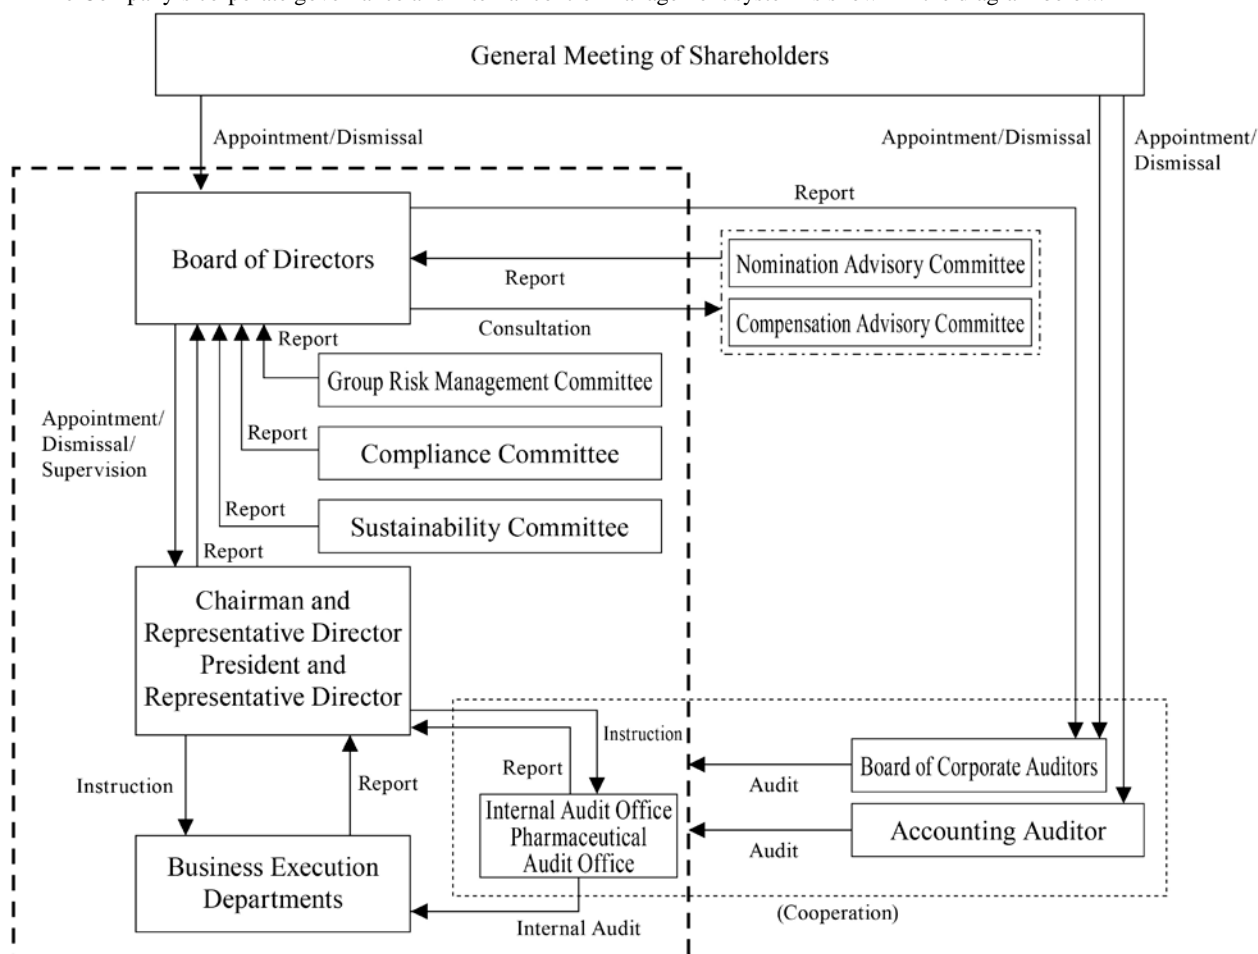 General Meeting of Shareholders
Appointment/Dismissal
Appointment/Dismissal
Appointment/
Dismissal
Board of Directors
Report
Report
Nomination Advisory Committee
Consultation
Compensation Advisory Committee
Report
Group Risk Management Committee
Appointment/
Dismissal/
Supervision
Report
Compliance Committee
Report
Sustainability Committee
Report
Chairman and
Representative Director
President and
Representative Director
Instruction
Report
Instruction
Report
Internal Audit Office
Pharmaceutical
Audit Office
Audit
Board of Corporate Auditors
Audit
Accounting Auditor
Business Execution
Departments
Internal Audit
(Cooperation)